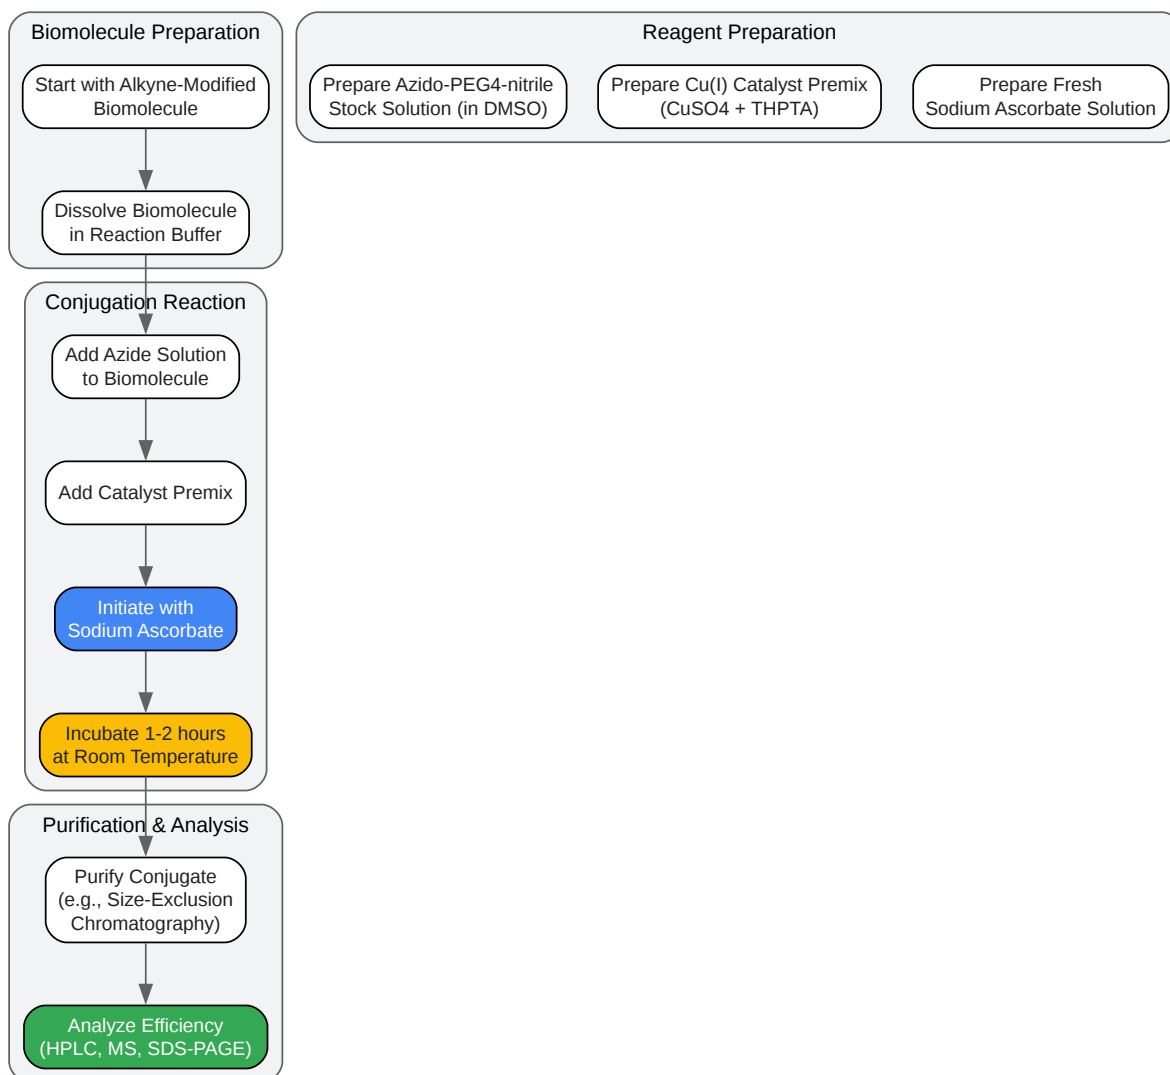 Biomolecule Preparation
Start with Alkyne-Modified
Biomolecule
Dissolve Biomolecule
in Reaction Buffer
Reagent Preparation
Prepare Azido-PEG4-nitrile
Stock Solution (in DMSO)
Prepare Cu(I) Catalyst Premix
(CuSO4 + THPTA)
Prepare Fresh
Sodium Ascorbate Solution
Conjugation Reaction
Add Azide Solution
to Biomolecule
Add Catalyst Premix
Initiate with
Sodium Ascorbate
Incubate 1-2 hours
at Room Temperature
Purification & Analysis
Purify Conjugate
(e.g., Size-Exclusion
Chromatography)
Analyze Efficiency
(HPLC, MS, SDS-PAGE)